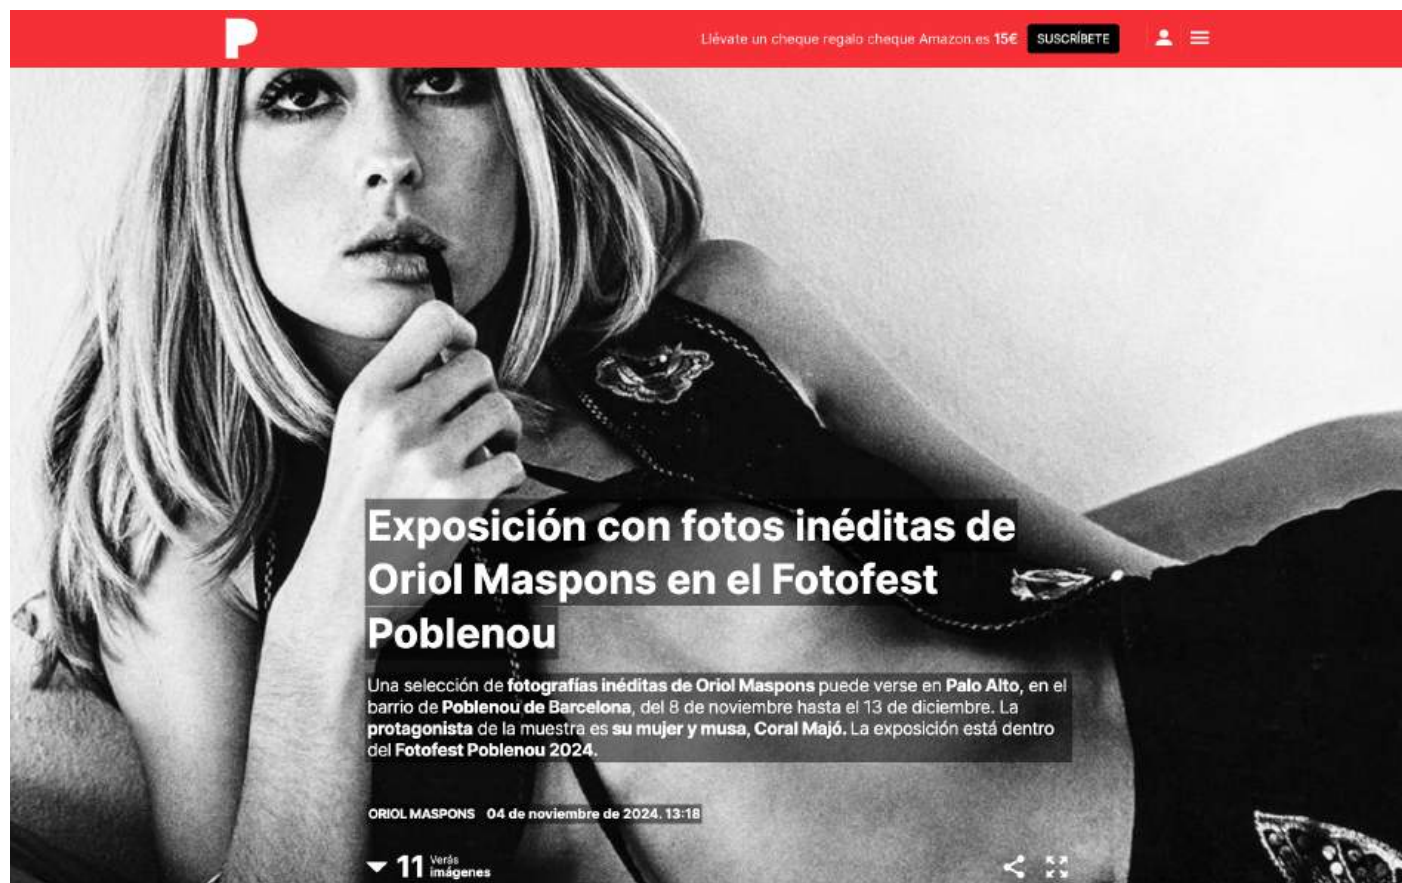 P
Llévate un cheque regalo cheque Amazon.es 15€ SUSCRÍBETE
Exposición con fotos inéditas de
Oriol Maspons en el Fotofest
Poblenou
Una selección de fotografías inéditas de Oriol Maspons puede verse en Palo Alto, en el
barrio de Poblenou de Barcelona, del 8 de noviembre hasta el 13 de diciembre. La
protagonista de la muestra es su mujer y musa, Coral Majó. La exposición está dentro
del Fotofest Poblenou 2024.
ORIOL MASPONS 04 de noviembre de 2024. 13:18
11 Verás
imágenes